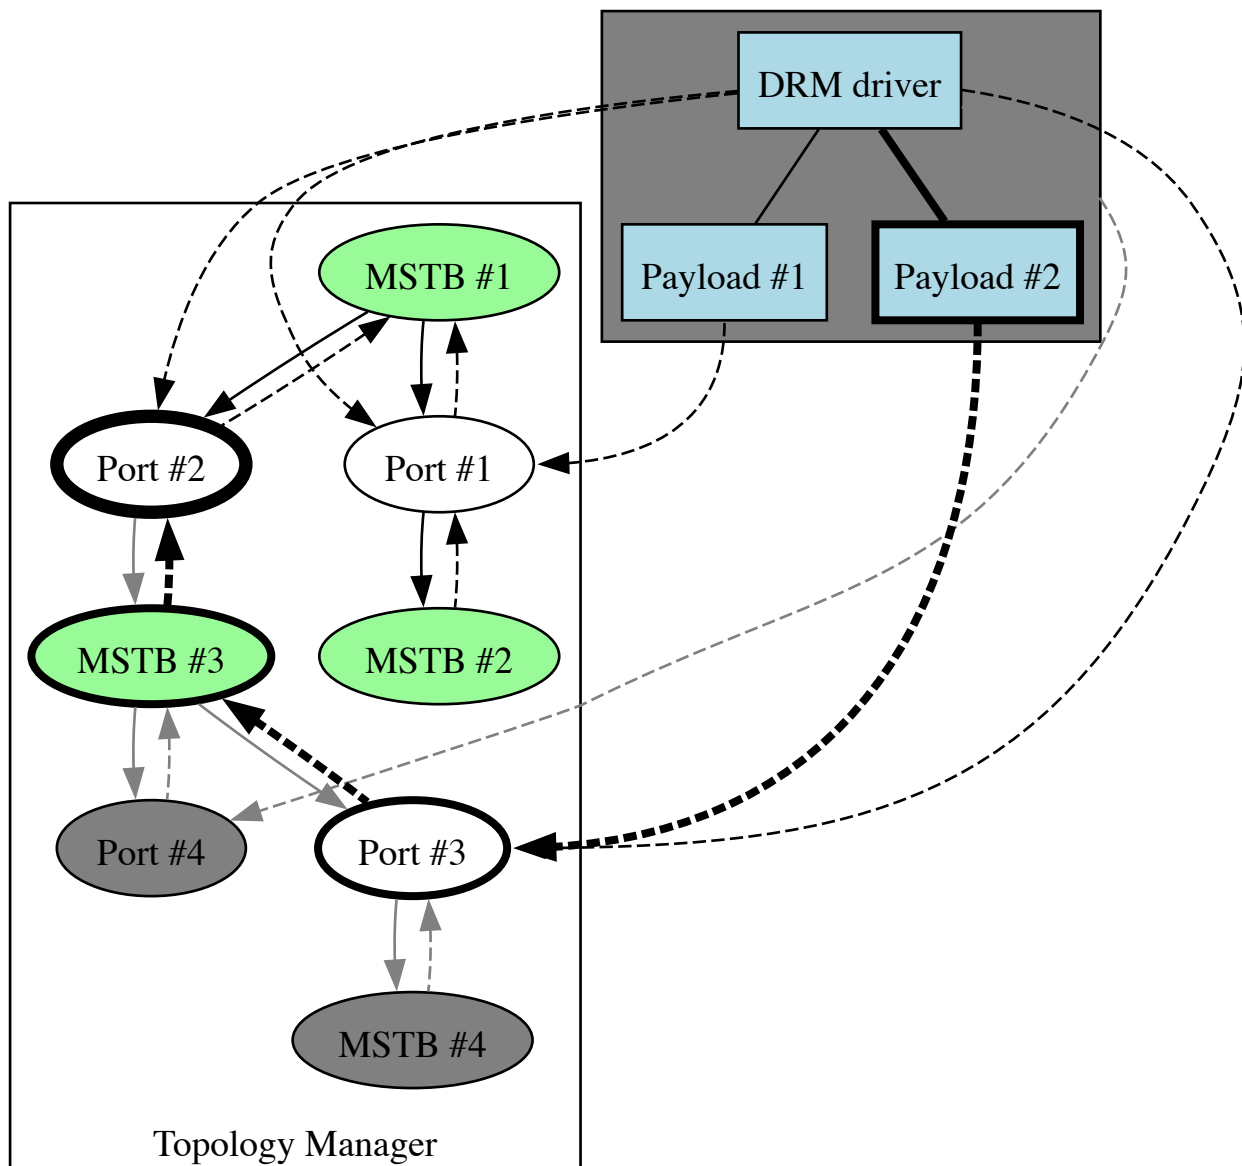 DRM driver
MSTB #1
Payload #1
Payload #2
Port #2
Port #1
MSTB #3
MSTB #2
Port #4
Port #3
MSTB #4
Topology Manager